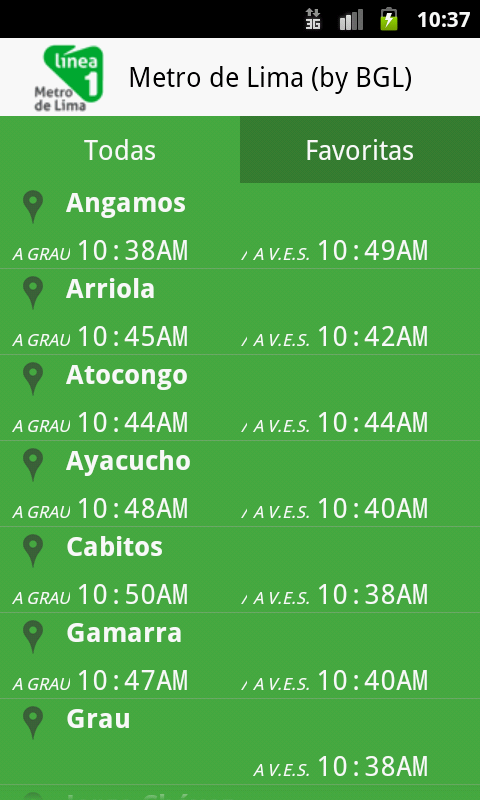 3G
10:37
línea 1
Metro de Lima
Metro de Lima (by BGL)
Todas
Favoritas
Angamos
A GRAU 10:38AM / A V.E.S. 10:49AM
Arriola
A GRAU 10:45AM / A V.E.S. 10:42AM
Atocongo
A GRAU 10:44AM / A V.E.S. 10:44AM
Ayacucho
A GRAU 10:48AM / A V.E.S. 10:40AM
Cabitos
A GRAU 10:50AM / A V.E.S. 10:38AM
Gamarra
A GRAU 10:47AM / A V.E.S. 10:40AM
Grau
A V.E.S. 10:38AM